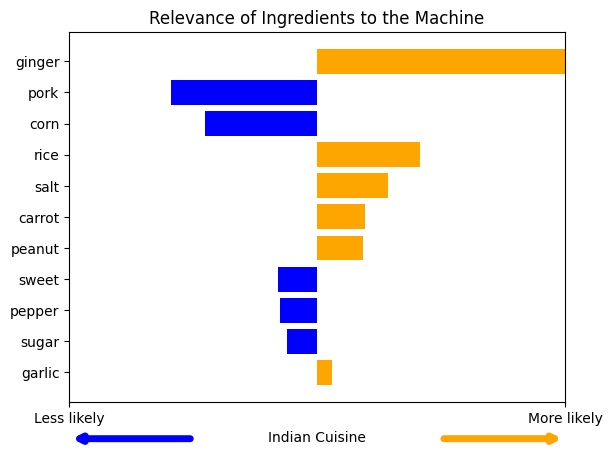 Relevance of Ingredients to the Machine
ginger
pork
corn
rice
salt
carrot
peanut
sweet
pepper
sugar
garlic
Less likely
More likely
Indian Cuisine